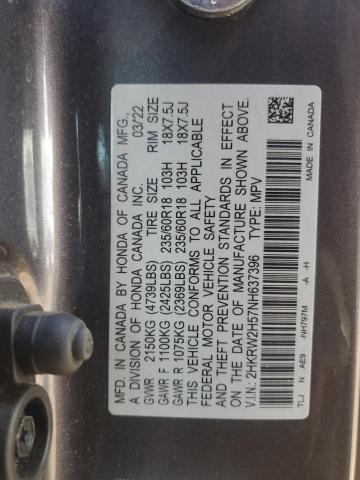 MFD. IN CANADA BY HONDA OF CANADA MFG.,
A DIVISION OF HONDA CANADA INC. 03/22
GVWR 2150KG (4739LBS) TIRE SIZE RIM SIZE
GAWR F 1100KG (2425LBS) 235/60R18 103H 18X7.5J
GAWR R 1075KG (2369LBS) 235/60R18 103H 18X7.5J
THIS VEHICLE CONFORMS TO ALL APPLICABLE
FEDERAL MOTOR VEHICLE SAFETY
AND THEFT PREVENTION STANDARDS IN EFFECT
ON THE DATE OF MANUFACTURE SHOWN ABOVE.
V.I.N.: 2HKRW2H57NH637396 TYPE: MPV
TLJ N AE9 -NH797M -A -H
MADE IN CANADA